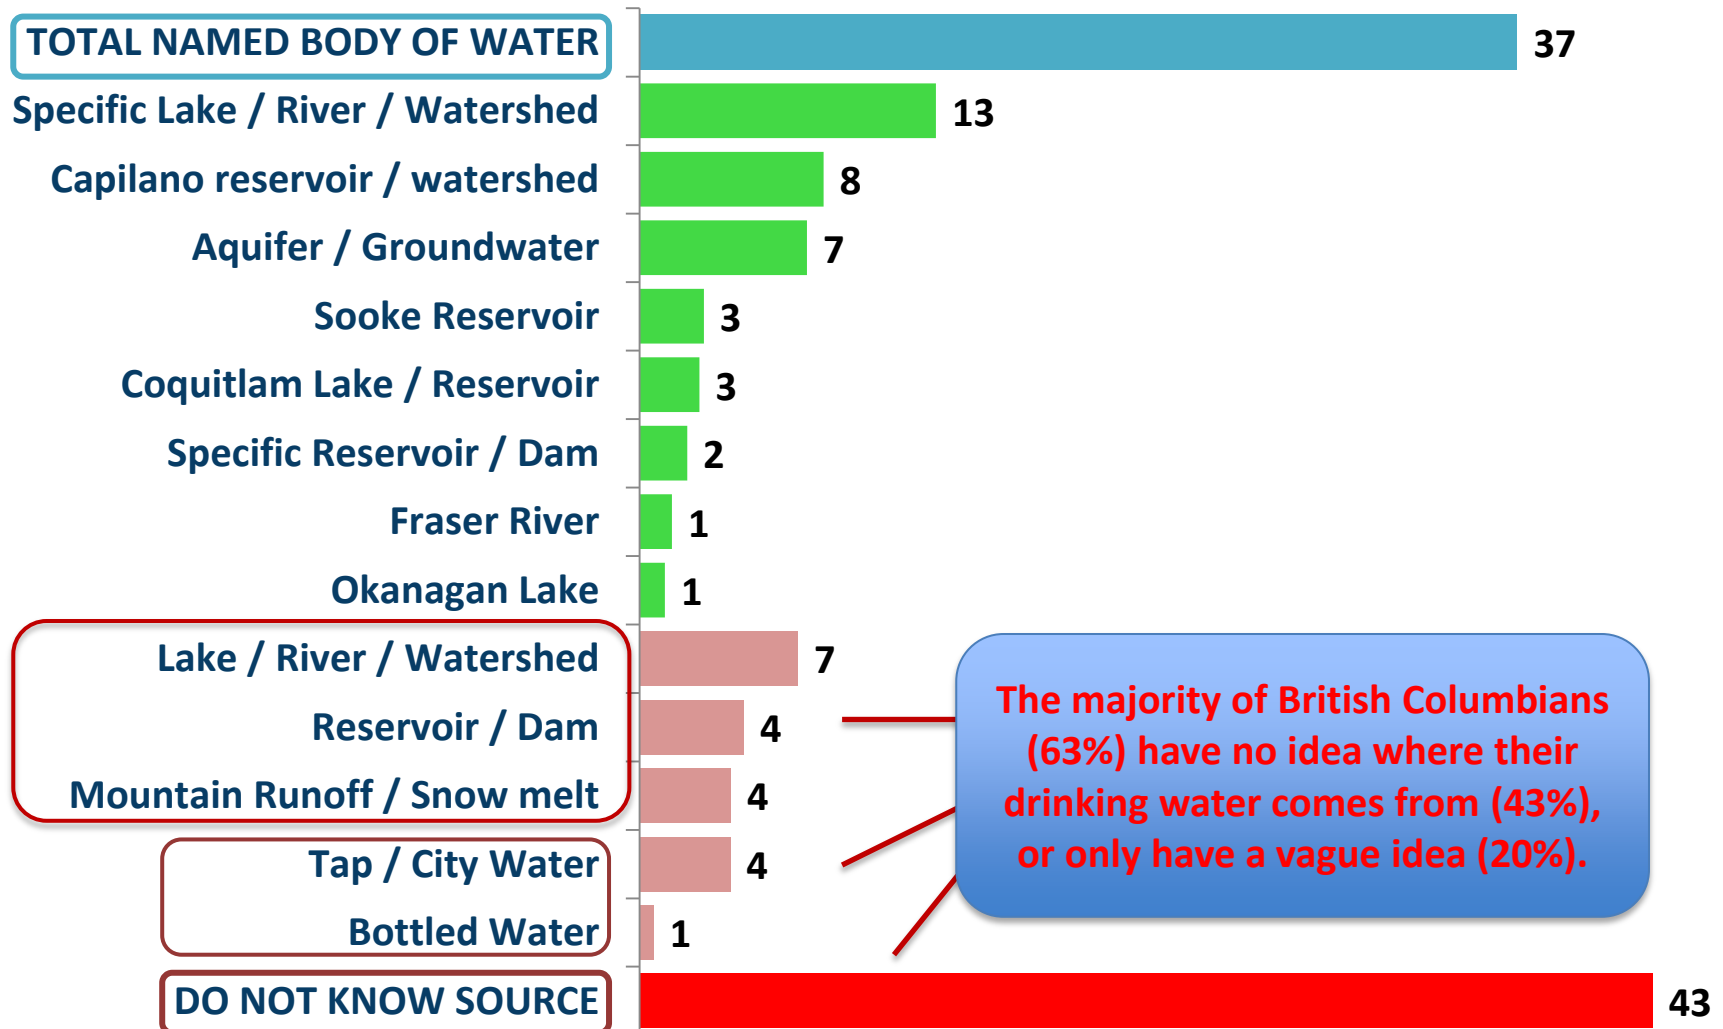 TOTAL NAMED BODY OF WATER 37
Specific Lake / River / Watershed 13
Capilano reservoir / watershed 8
Aquifer / Groundwater 7
Sooke Reservoir 3
Coquitlam Lake / Reservoir 3
Specific Reservoir / Dam 2
Fraser River 1
Okanagan Lake 1
Lake / River / Watershed 7
Reservoir / Dam 4
Mountain Runoff / Snow melt 4
Tap / City Water 4
Bottled Water 1
DO NOT KNOW SOURCE 43
The majority of British Columbians
(63%) have no idea where their
drinking water comes from (43%),
or only have a vague idea (20%).